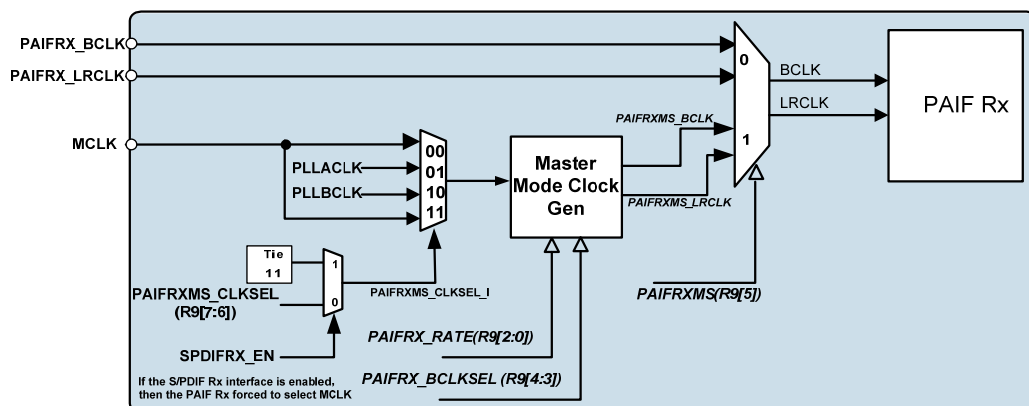 PAIFRX_BCLK
PAIFRX_LRCLK
MCLK
0
1
BCLK
LRCLK
PAIF Rx
PAIFRXMS_BCLK
PAIFRXMS_LRCLK
00
01
10
11
PLLACLK
PLLBCLK
Master
Mode Clock
Gen
Tie
11
1
0
PAIFRXMS_CLKSEL
(R9[7:6])
PAIFRXMS_CLKSEL_I
PAIFRXMS(R9[5])
SPDIFRX_EN
PAIFRX_RATE(R9[2:0])
PAIFRX_BCLKSEL (R9[4:3])
If the S/PDIF Rx interface is enabled,
then the PAIF Rx forced to select MCLK